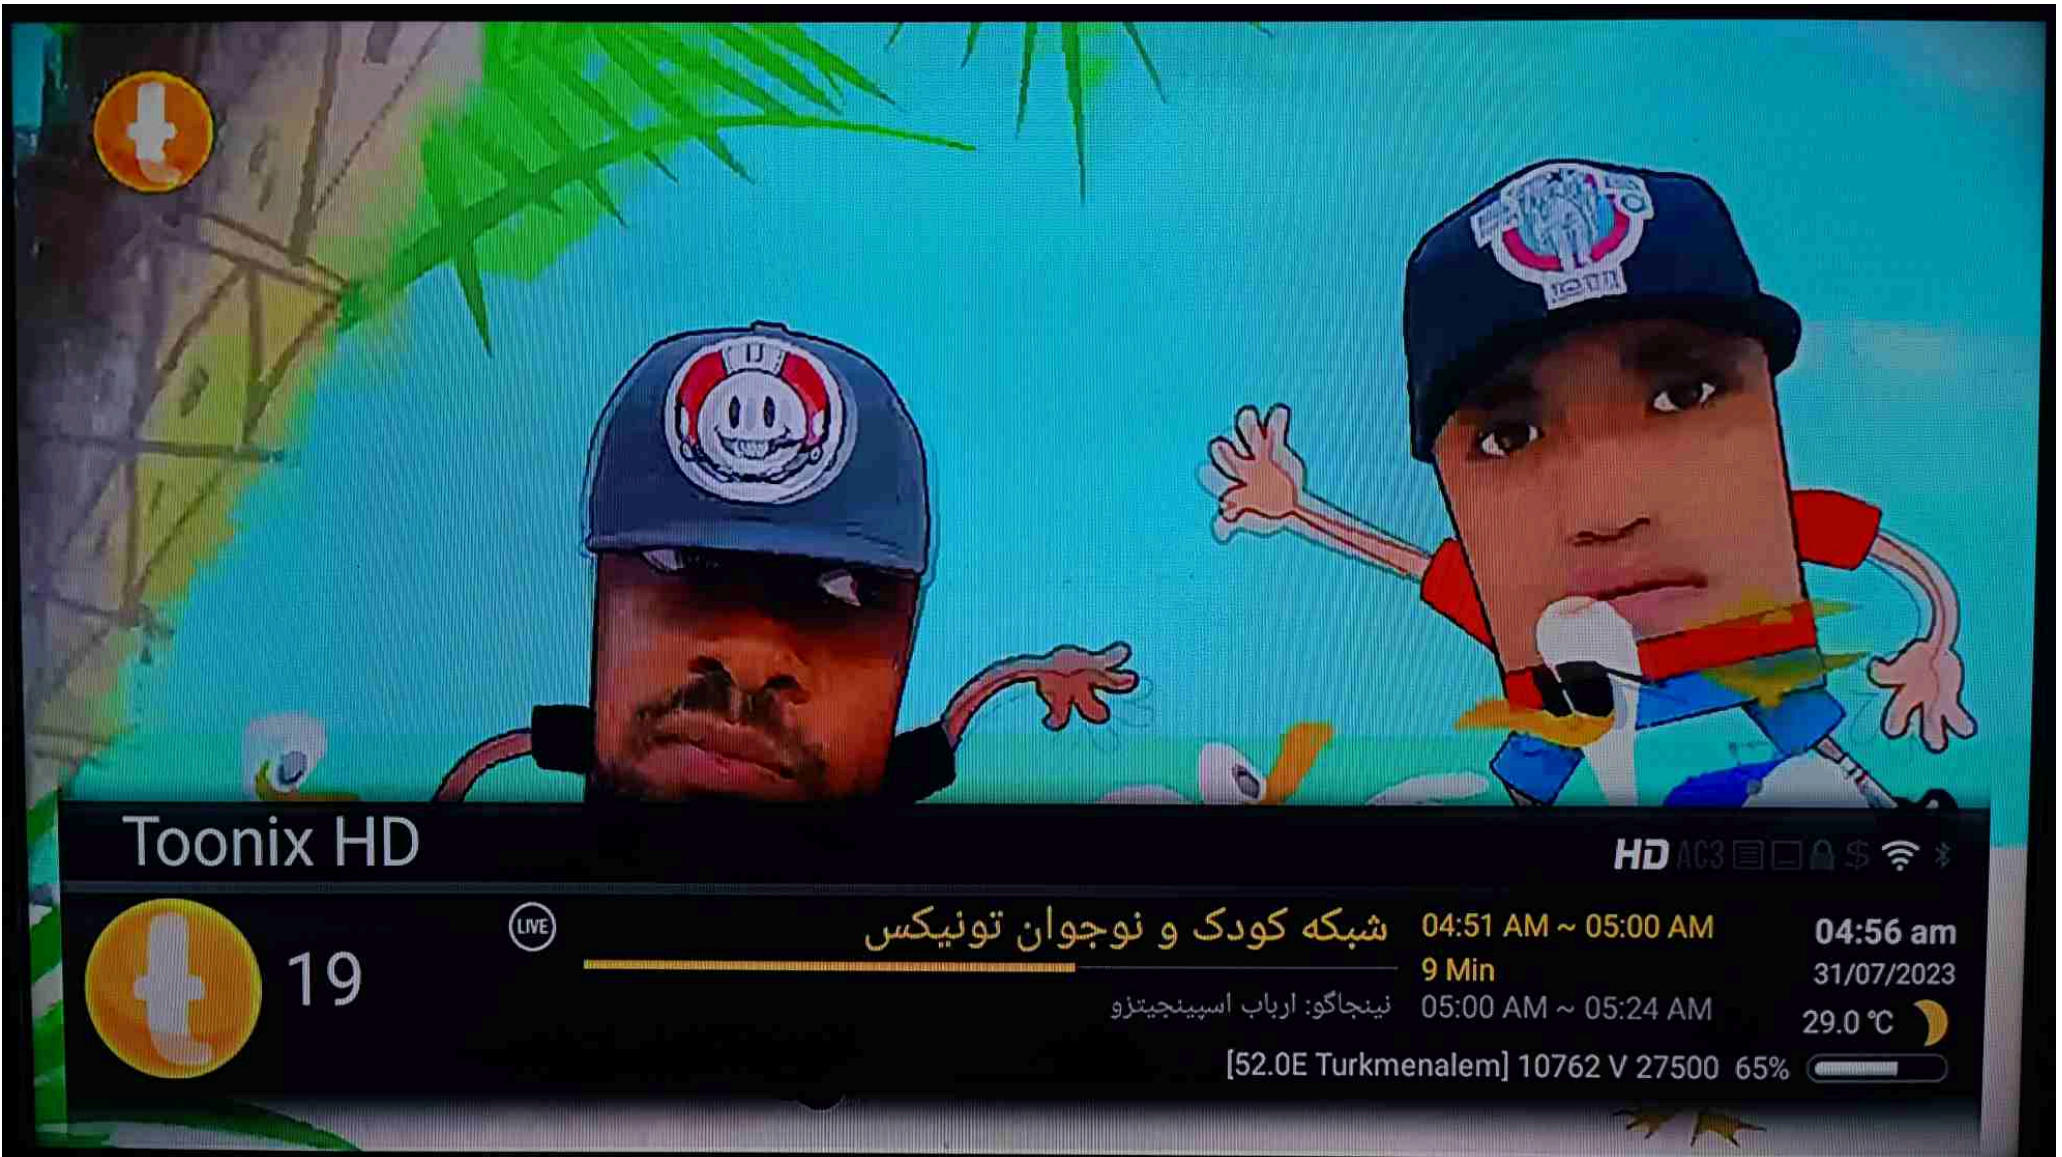 Toonix HD
HD AC3 $
19
LIVE
شبکه کودک و نوجوان تونیکس
04:51 AM ~ 05:00 AM
9 Min
نینجاگو: ارباب اسپینجیتزو
05:00 AM ~ 05:24 AM
04:56 am
31/07/2023
29.0 °C
[52.0E Turkmenalem] 10762 V 27500 65%